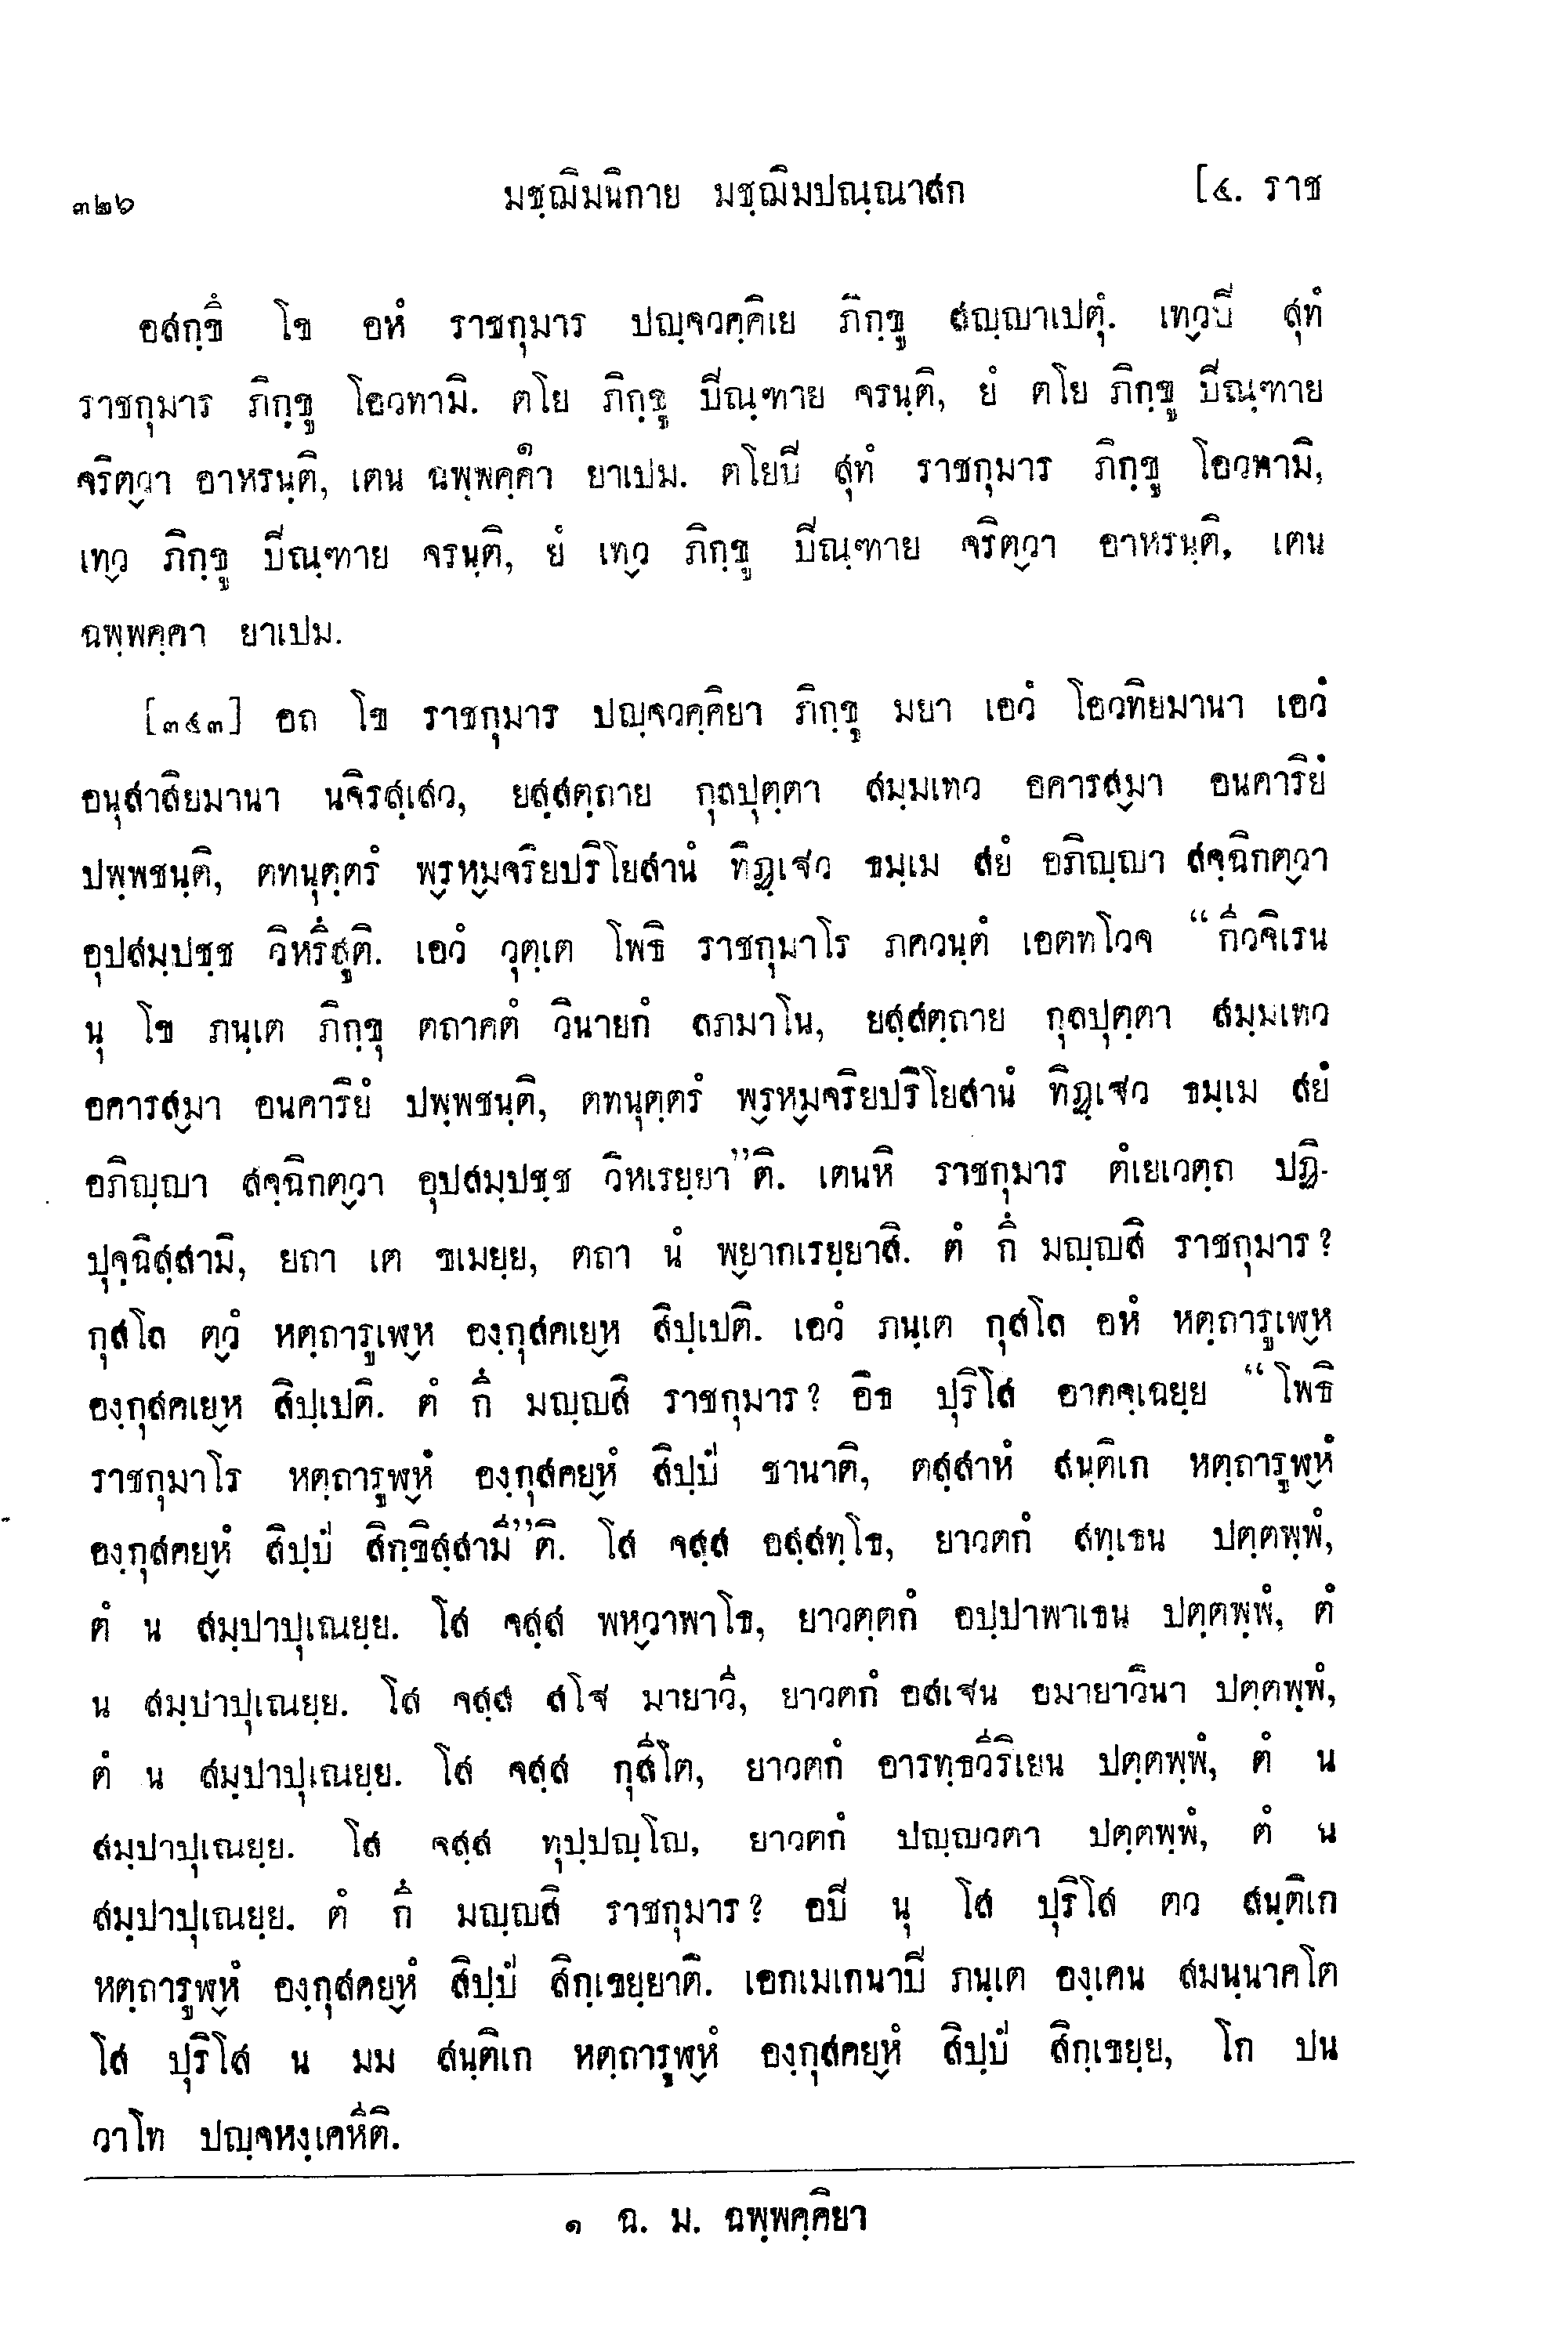 ๓๒๖ มชฺฌิมนิกาย มชฺฌิมปณฺณาสก [๔. ราช
อสกฺขึ โข อหํ ราชกุมาร ปญฺจวคฺคิเย ภิกฺขู สญฺญาเปตุํ. เทฺวปิ สุทํ
ราชกุมาร ภิกฺขู โอวทามิ. ตโย ภิกฺขู ปิณฺฑาย จรนฺติ, ยํ ตโย ภิกฺขู ปิณฺฑาย
จริตฺวา อาหรนฺติ, เตน ฉพฺพคฺคา๑ ยาเปม. ตโยปิ สุทํ ราชกุมาร ภิกฺขู โอวทามิ,
เทฺว ภิกฺขู ปิณฺฑาย จรนฺติ, ยํ เทฺว ภิกฺขู ปิณฺฑาย จริตฺวา อาหรนฺติ, เตน
ฉพฺพคฺคา ยาเปม.
[๓๔๓] อถ โข ราชกุมาร ปญฺจวคฺคิยา ภิกฺขู มยา เอวํ โอวทิยมานา เอวํ
อนุสาสิยมานา นจิรสฺเสว, ยสฺสตฺถาย กุลปุตฺตา สมฺมเทว อคารสฺมา อนคาริยํ
ปพฺพชนฺติ, ตทนุตฺตรํ พฺรหฺมจริยปริโยสานํ ทิฏฺเฐว ธมฺเม สยํ อภิญฺญา สจฺฉิกตฺวา
อุปสมฺปชฺช วิหรึสูติ. เอวํ วุตฺเต โพธิ ราชกุมาโร ภควนฺตํ เอตทโวจ “กีวจิเรน
นุ โข ภนฺเต ภิกฺขุ ตถาคตํ วินายกํ ลภมาโน, ยสฺสตฺถาย กุลปุตฺตา สมฺมเทว
อคารสฺมา อนคาริยํ ปพฺพชนฺติ, ตทนุตฺตรํ พฺรหฺมจริยปริโยสานํ ทิฏฺเฐว ธมฺเม สยํ
อภิญฺญา สจฺฉิกตฺวา อุปสมฺปชฺช วิหเรยฺยา”ติ. เตนหิ ราชกุมาร ตํเยเวตฺถ ปฏิ-
ปุจฺฉิสฺสามิ, ยถา เต ขเมยฺย, ตถา นํ พฺยากเรยฺยาสิ. ตํ กึ มญฺญสิ ราชกุมาร?
กุสโล ตฺวํ หตฺถารูเพฺห องฺกุสคเยฺห สิปฺเปติ. เอวํ ภนฺเต กุสโล อหํ หตฺถารูเพฺห
องฺกุสคเยฺห สิปฺเปติ. ตํ กึ มญฺญสิ ราชกุมาร? อิธ ปุริโส อาคจฺเฉยฺย “โพธิ
ราชกุมาโร หตฺถารูพฺหํ องฺกุสคยฺหํ สิปฺปํ ชานาติ, ตสฺสาหํ สนฺติเก หตฺถารูพฺหํ
องฺกุสคยฺหํ สิปฺปํ สิกฺขิสฺสามี”ติ. โส จสฺส อสฺสทฺโธ, ยาวตกํ สทฺเธน ปตฺตพฺพํ,
ตํ น สมฺปาปุเณยฺย. โส จสฺส พหฺวาพาโธ, ยาวตฺตกํ อปฺปาพาเธน ปตฺตพฺพํ, ตํ
น สมฺปาปุเณยฺย. โส จสฺส สโฐ มายาวี, ยาวตกํ อสเฐน อมายาวินา ปตฺตพฺพํ,
ตํ น สมฺปาปุเณยฺย. โส จสฺส กุสีโต, ยาวตกํ อารทฺธวีริเยน ปตฺตพฺพํ, ตํ น
สมฺปาปุเณยฺย. โส จสฺส ทุปฺปญฺโญ, ยาวตกํ ปญฺญวตา ปตฺตพฺพํ, ตํ น
สมฺปาปุเณยฺย. ตํ กึ มญฺญสิ ราชกุมาร? อปิ นุ โส ปุริโส ตว สนฺติเก
หตฺถารูพฺหํ องฺกุสคยฺหํ สิปฺปํ สิกฺเขยฺยาติ. เอกเมเกนาปิ ภนฺเต องฺเคน สมนฺนาคโต
โส ปุริโส น มม สนฺติเก หตฺถารุพฺหํ องฺกุสคยฺหํ สิปฺปํ สิกฺเขยฺย, โก ปน
วาโท ปญฺจหงฺเคหีติ.
๑ ฉ. ม. ฉพฺพคฺคิยา